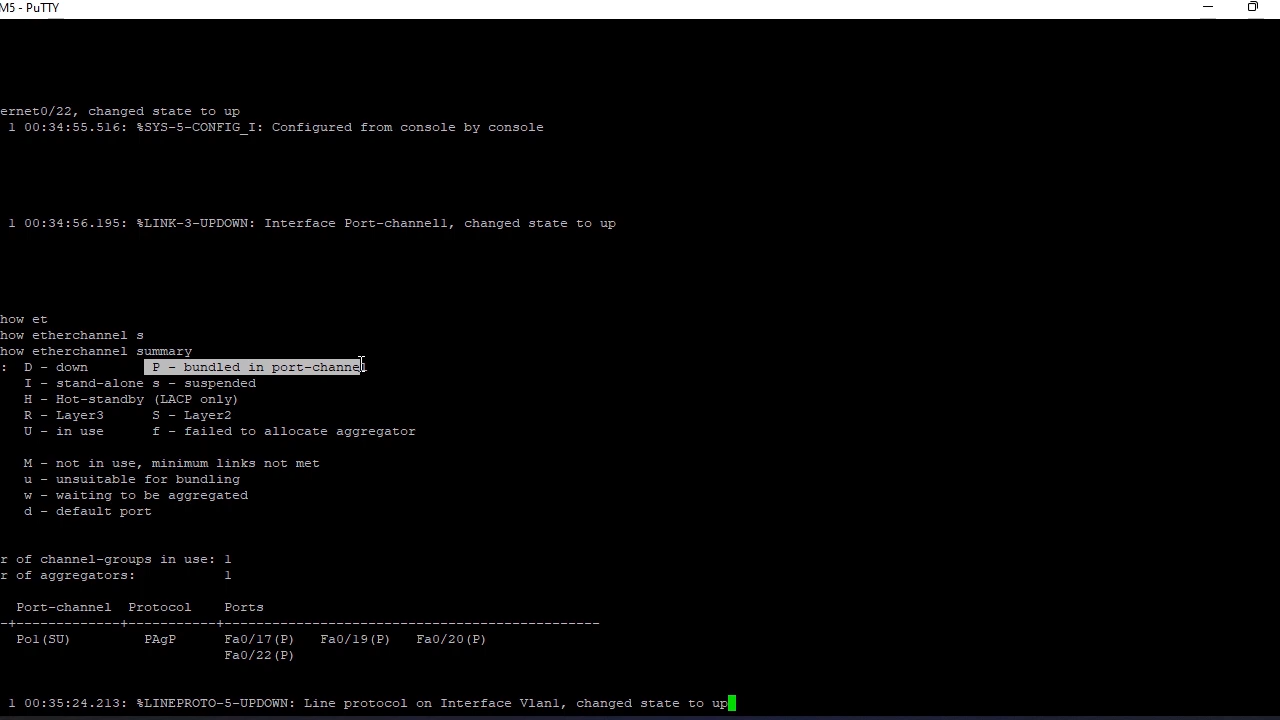 M5 - PuTTY
ernet0/22, changed state to up
1 00:34:55.516: %SYS-5-CONFIG_I: Configured from console by console
1 00:34:56.195: %LINK-3-UPDOWN: Interface Port-channel1, changed state to up
how et
how etherchannel s
how etherchannel summary
:  D - down        P - bundled in port-channel
I - stand-alone s - suspended
H - Hot-standby (LACP only)
R - Layer3      S - Layer2
U - in use      f - failed to allocate aggregator
M - not in use, minimum links not met
u - unsuitable for bundling
w - waiting to be aggregated
d - default port
r of channel-groups in use: 1
r of aggregators:           1
Port-channel  Protocol    Ports
-+-------------+-----------+-----------------------------------------------
Po1(SU)         PAgP      Fa0/17(P)   Fa0/19(P)   Fa0/20(P)
Fa0/22(P)
1 00:35:24.213: %LINEPROTO-5-UPDOWN: Line protocol on Interface Vlan1, changed state to up